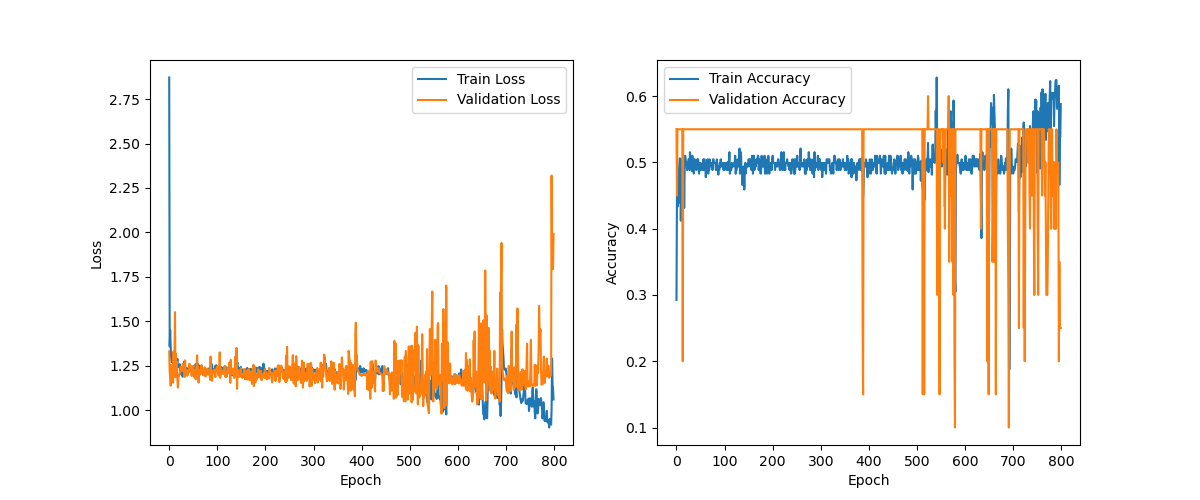 Train Loss
Validation Loss
2.75
2.50
2.25
2.00
1.75
1.50
1.25
1.00
Loss
0 100 200 300 400 500 600 700 800
Epoch
Train Accuracy
Validation Accuracy
0.6
0.5
0.4
0.3
0.2
0.1
Accuracy
0 100 200 300 400 500 600 700 800
Epoch